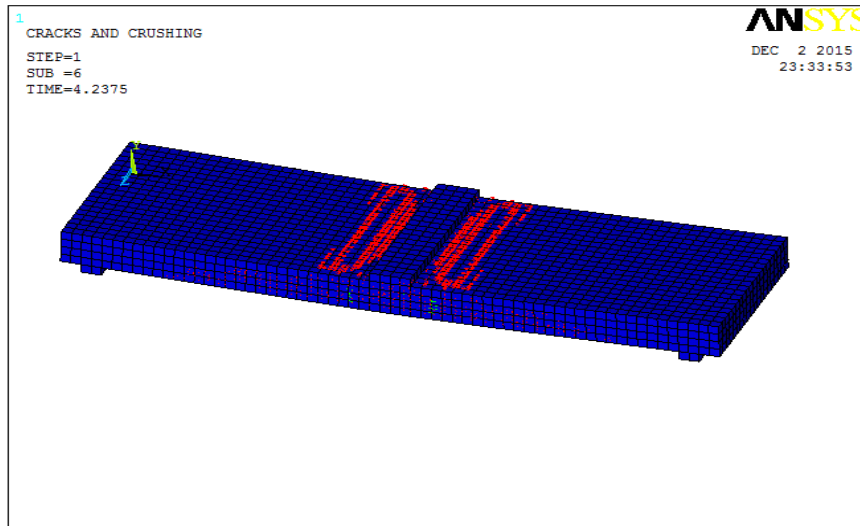 1
CRACKS AND CRUSHING
STEP=1
SUB =6
TIME=4.2375
ANSYS
DEC 2 2015
23:33:53
Y
X
Z